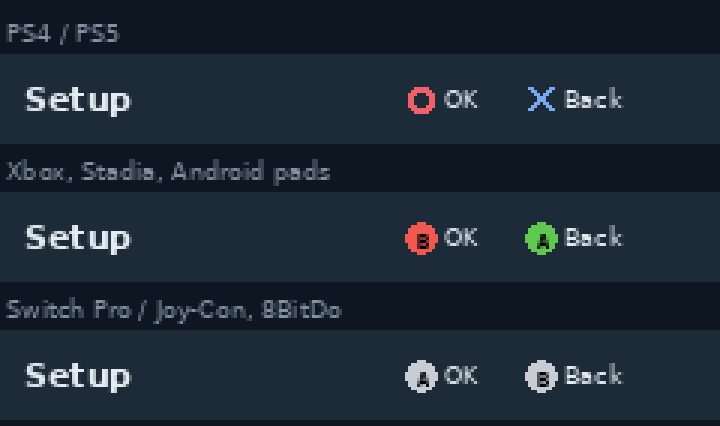 PS4 / PS5
Setup OK Back
Xbox, Stadia, Android pads
Setup B OK A Back
Switch Pro / Joy-Con, 8BitDo
Setup A OK B Back